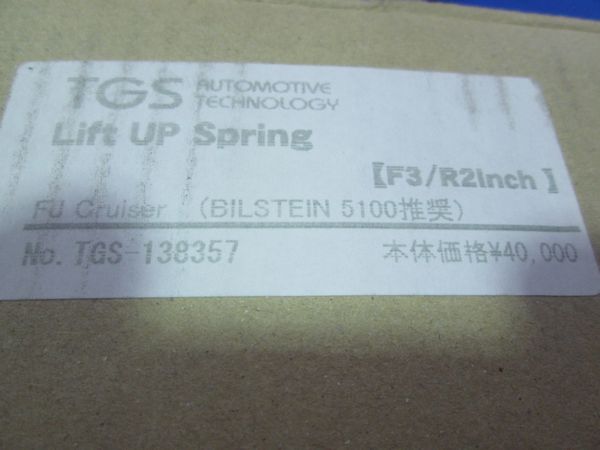 TGS AUTOMOTIVE TECHNOLOGY
Lift UP Spring
【F3/R2Inch】
FJ Cruiser （BILSTEIN 5100推奨）
No. TGS-138357 本体価格¥40,000